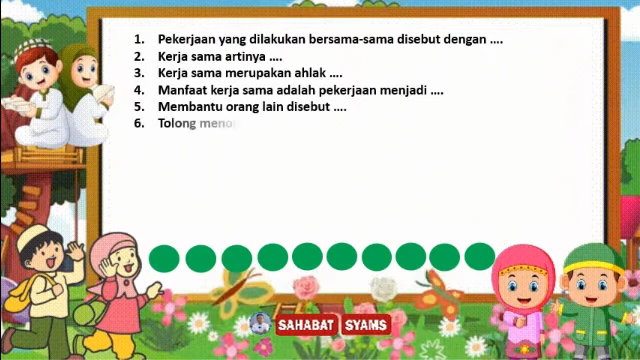 1. Pekerjaan yang dilakukan bersama-sama disebut dengan ....
2. Kerja sama artinya ....
3. Kerja sama merupakan ahlak ....
4. Manfaat kerja sama adalah pekerjaan menjadi ....
5. Membantu orang lain disebut ....
6. Tolong meno
SAHABAT SYAMS